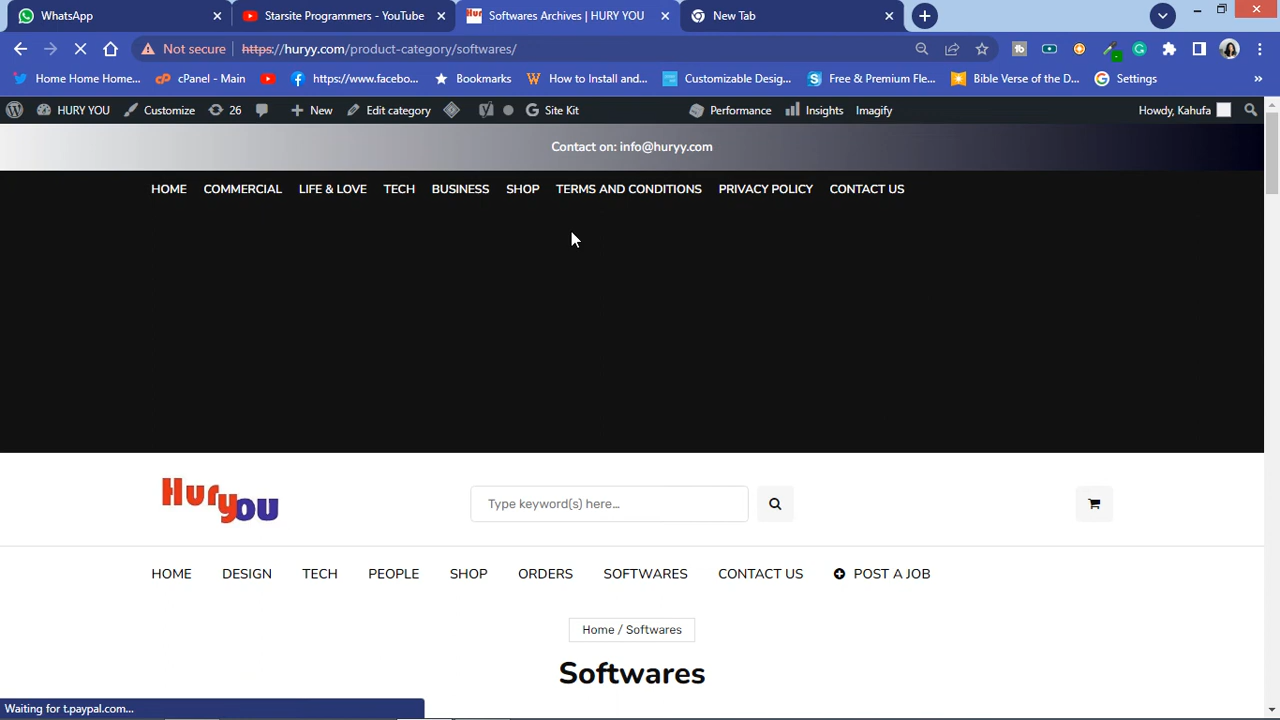 WhatsApp
Starsite Programmers - YouTube
Softwares Archives | HURY YOU
New Tab
Not secure
https://huryy.com/product-category/softwares/
Home Home Home...
cPanel - Main
https://www.facebo...
Bookmarks
How to Install and...
Customizable Desig...
Free & Premium Fle...
Bible Verse of the D...
Settings
HURY YOU
Customize
26
New
Edit category
Site Kit
Performance
Insights
Imagify
Howdy, Kahufa
Contact on: info@huryy.com
HOME
COMMERCIAL
LIFE & LOVE
TECH
BUSINESS
SHOP
TERMS AND CONDITIONS
PRIVACY POLICY
CONTACT US
Huryou
Type keyword(s) here...
HOME
DESIGN
TECH
PEOPLE
SHOP
ORDERS
SOFTWARES
CONTACT US
POST A JOB
Home / Softwares
Softwares
Waiting for t.paypal.com...